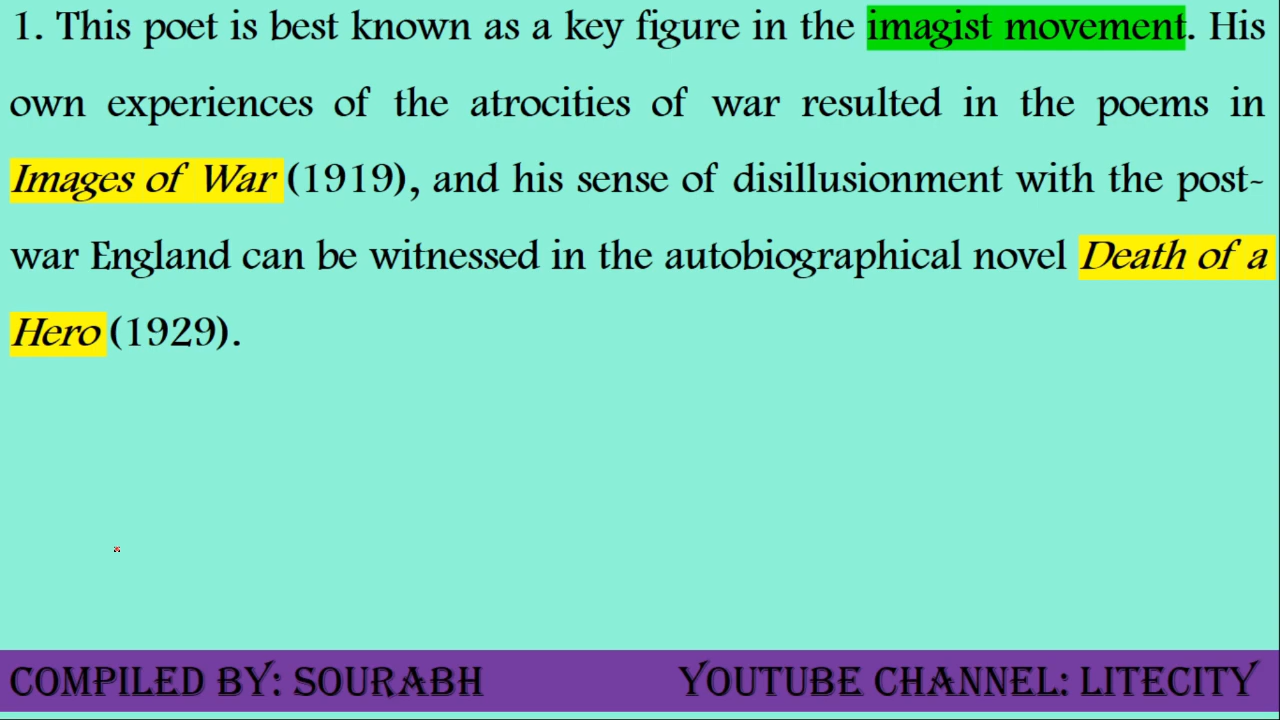 1. This poet is best known as a key figure in the imagist movement. His
own experiences of the atrocities of war resulted in the poems in
Images of War (1919), and his sense of disillusionment with the post-
war England can be witnessed in the autobiographical novel Death of a
Hero (1929).
COMPILED BY: SOURABH YOUTUBE CHANNEL: LITECITY